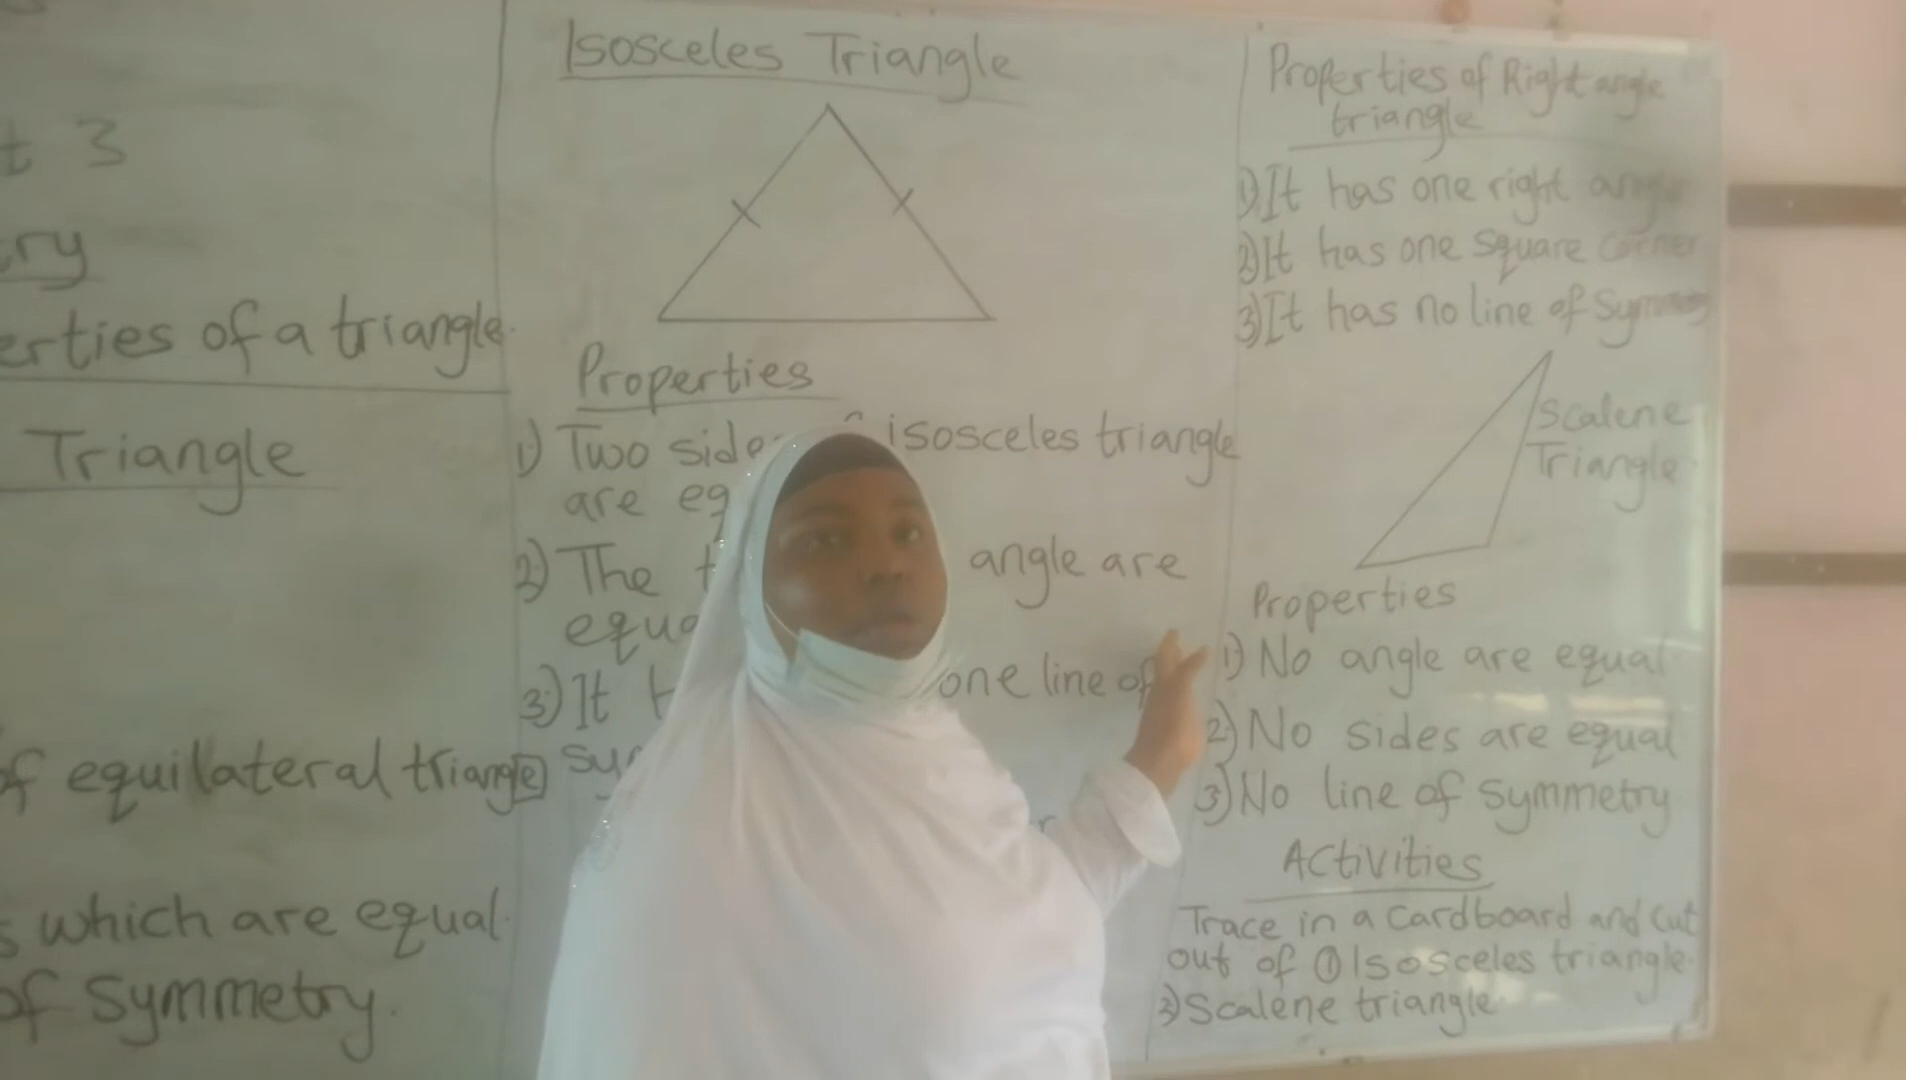 t 3
ry
erties of a triangle.
Triangle
of equillateral triangle
s which are equal.
of Symmetry.
Isosceles Triangle
Properties
1) Two side isosceles triangle
are eq
2) The t angle are
equa
3) It one line of
sy
Properties of Right angle
triangle
1) It has one right angle
2) It has one square corner
3) It has no line of
Scalene
Triangle
Properties
1) No angle are equal
2) No sides are equal
3) No line of symmetry
Activities
Trace in a cardboard and cut
out of ① Isosceles triangle.
2) Scalene triangle